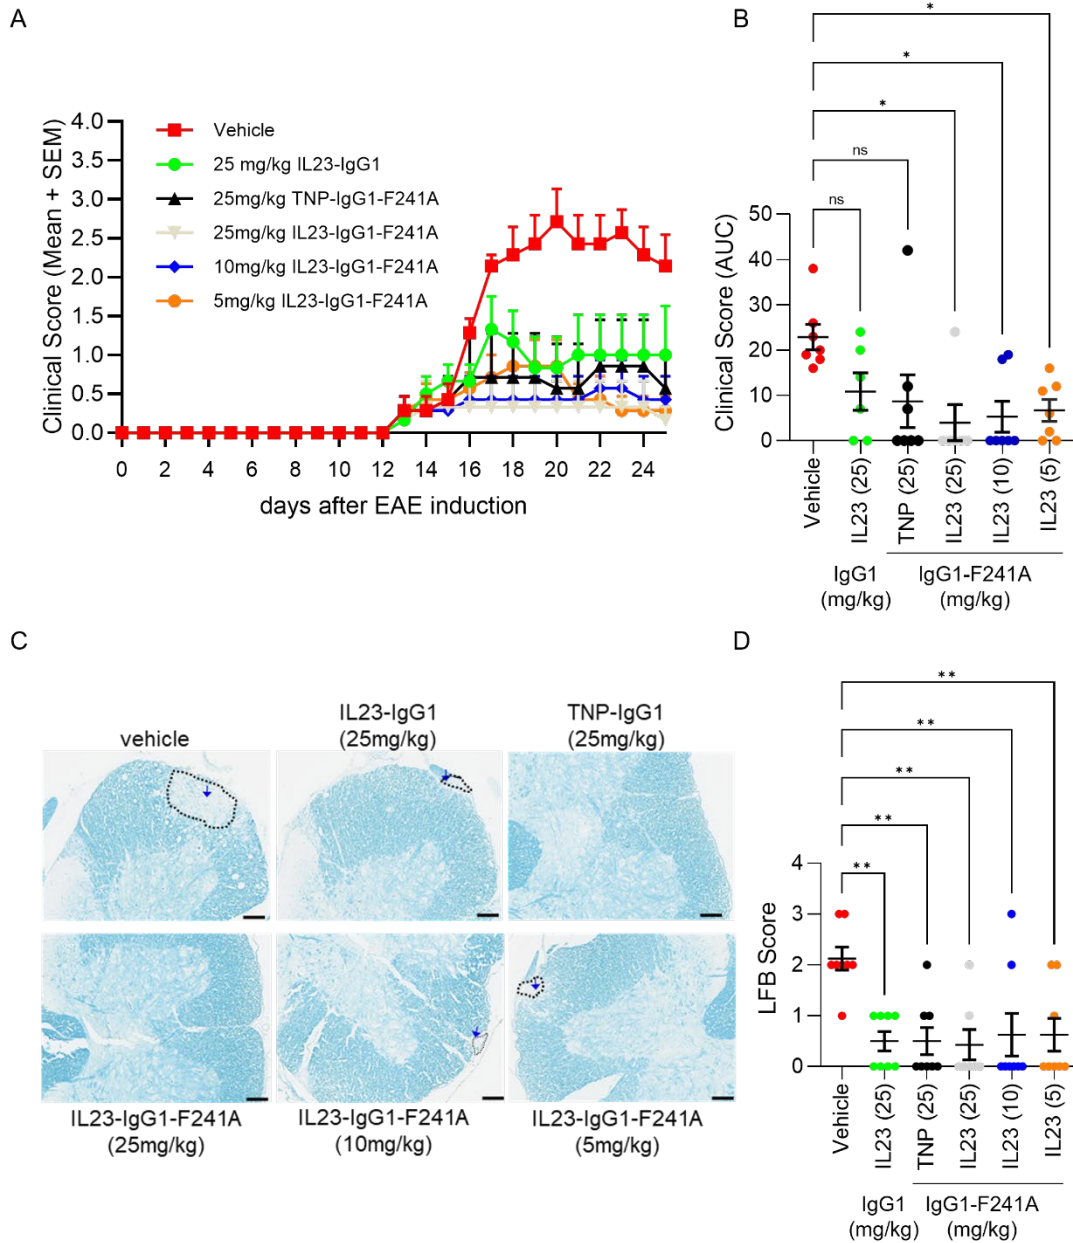 A
Clinical Score (Mean + SEM)
4.0
3.5
3.0
2.5
2.0
1.5
1.0
0.5
0.0
Vehicle
25 mg/kg IL23-IgG1
25mg/kg TNP-IgG1-F241A
25mg/kg IL23-IgG1-F241A
10mg/kg IL23-IgG1-F241A
5mg/kg IL23-IgG1-F241A
0 2 4 6 8 10 12 14 16 18 20 22 24
days after EAE induction
B
*
*
*
ns
ns
Clinical Score (AUC)
50
40
30
20
10
0
Vehicle
IL23 (25)
TNP (25)
IL23 (25)
IL23 (10)
IL23 (5)
IgG1
(mg/kg)
IgG1-F241A
(mg/kg)
C
vehicle
IL23-IgG1
(25mg/kg)
TNP-IgG1
(25mg/kg)
IL23-IgG1-F241A
(25mg/kg)
IL23-IgG1-F241A
(10mg/kg)
IL23-IgG1-F241A
(5mg/kg)
D
**
**
**
**
**
LFB Score
4
3
2
1
0
Vehicle
IL23 (25)
TNP (25)
IL23 (25)
IL23 (10)
IL23 (5)
IgG1
(mg/kg)
IgG1-F241A
(mg/kg)